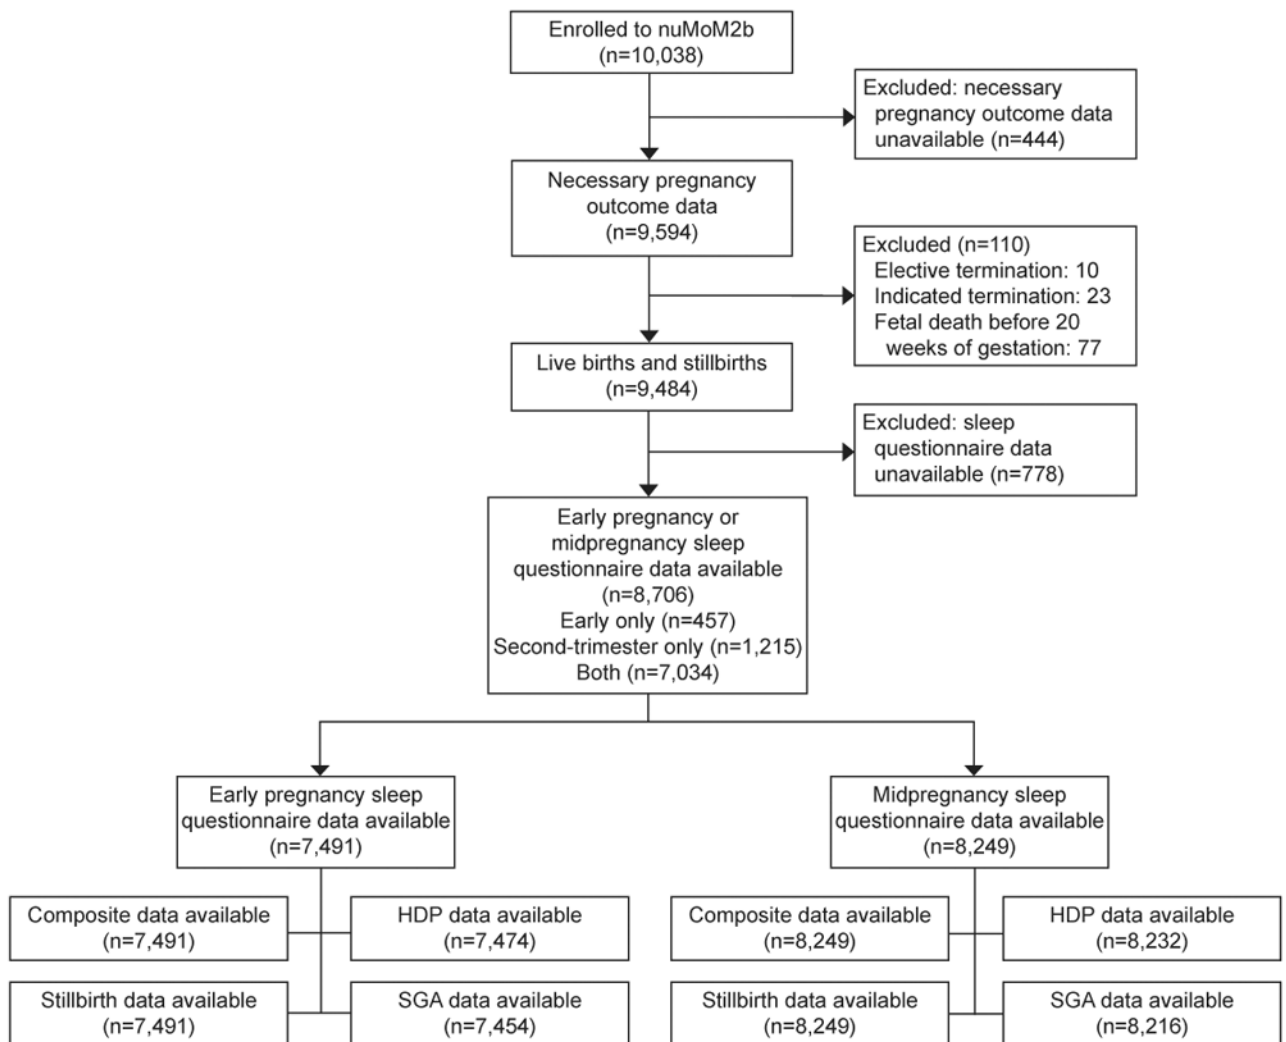 Enrolled to nuMoM2b
(n=10,038)
Excluded: necessary
pregnancy outcome data
unavailable (n=444)
Necessary pregnancy
outcome data
(n=9,594)
Excluded (n=110)
Elective termination: 10
Indicated termination: 23
Fetal death before 20
weeks of gestation: 77
Live births and stillbirths
(n=9,484)
Excluded: sleep
questionnaire data
unavailable (n=778)
Early pregnancy or
midpregnancy sleep
questionnaire data available
(n=8,706)
Early only (n=457)
Second-trimester only (n=1,215)
Both (n=7,034)
Early pregnancy sleep
questionnaire data available
(n=7,491)
Midpregnancy sleep
questionnaire data available
(n=8,249)
Composite data available
(n=7,491)
HDP data available
(n=7,474)
Stillbirth data available
(n=7,491)
SGA data available
(n=7,454)
Composite data available
(n=8,249)
HDP data available
(n=8,232)
Stillbirth data available
(n=8,249)
SGA data available
(n=8,216)